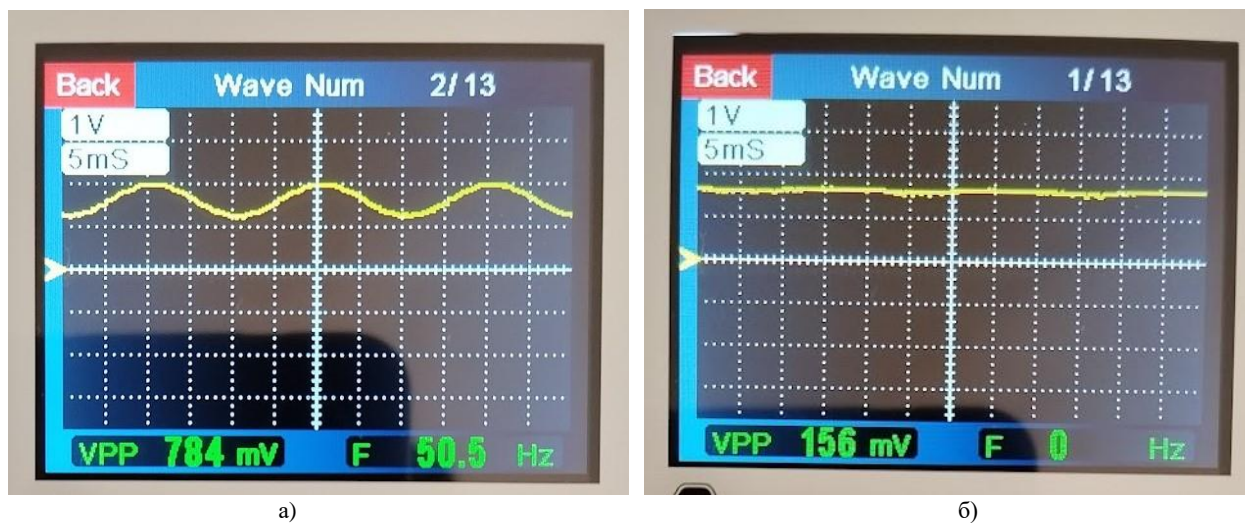 Back Wave Num 2/13
1V
5mS
VPP 784 mV F 50.5 Hz
a)
Back Wave Num 1/13
1V
5mS
VPP 156 mV F 0 Hz
б)